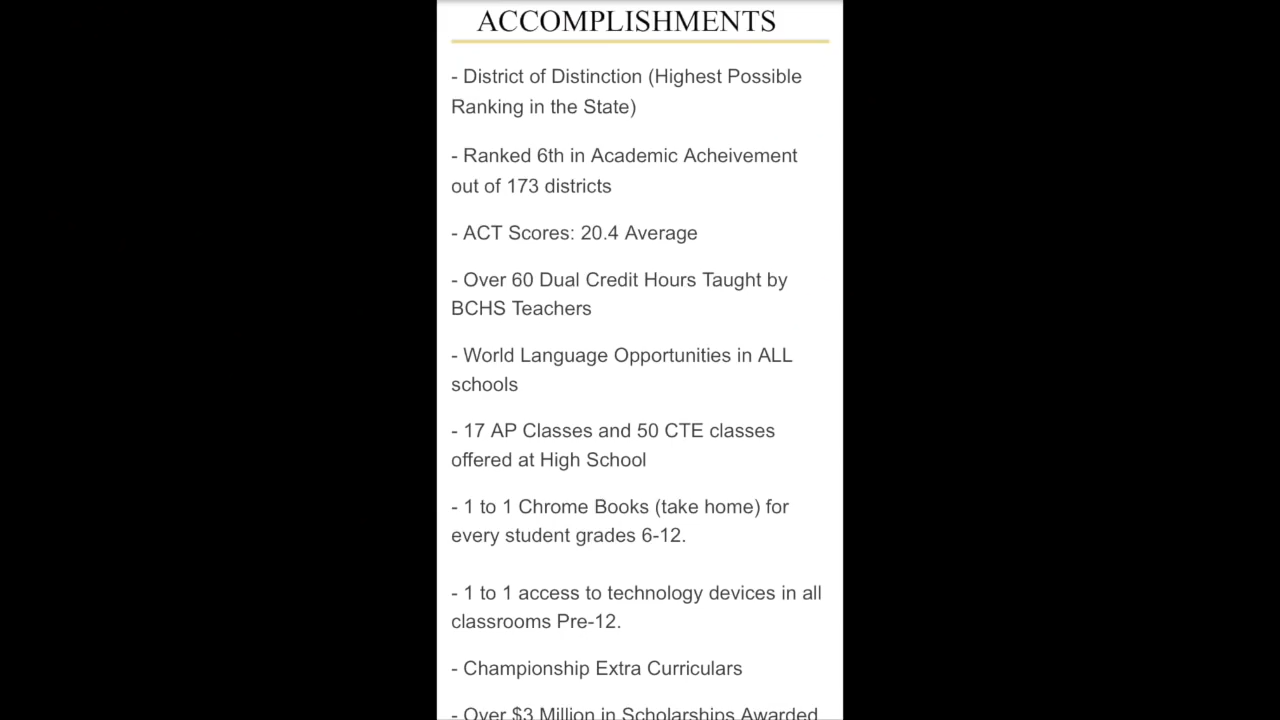 ACCOMPLISHMENTS
- District of Distinction (Highest Possible
Ranking in the State)
- Ranked 6th in Academic Acheivement
out of 173 districts
- ACT Scores: 20.4 Average
- Over 60 Dual Credit Hours Taught by
BCHS Teachers
- World Language Opportunities in ALL
schools
- 17 AP Classes and 50 CTE classes
offered at High School
- 1 to 1 Chrome Books (take home) for
every student grades 6-12.
- 1 to 1 access to technology devices in all
classrooms Pre-12.
- Championship Extra Curriculars
- Over $3 Million in Scholarships Awarded